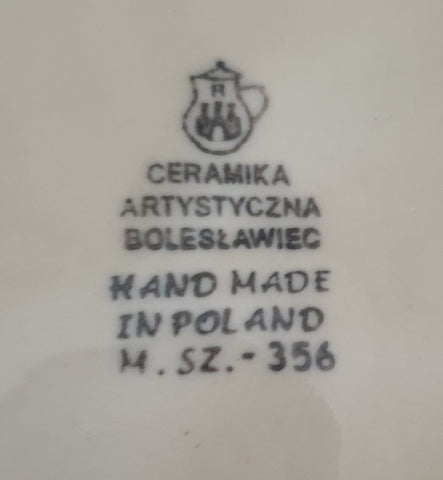 R
CERAMIKA
ARTYSTYCZNA
BOLESŁAWIEC
HAND MADE
IN POLAND
M. SZ.-356